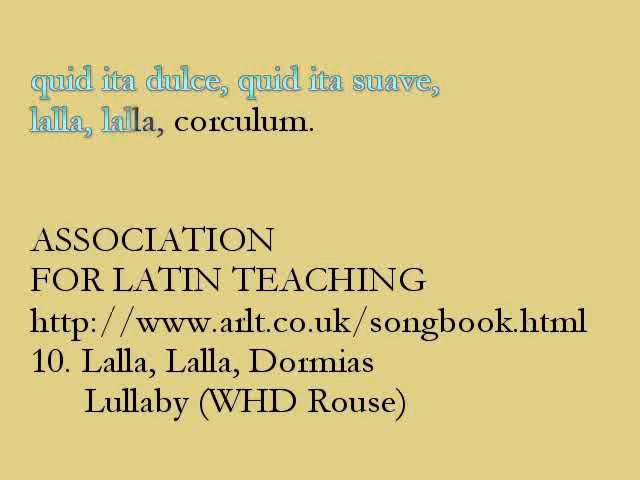 quid ita dulce, quid ita suave,
lalla, lalla, corculum.
ASSOCIATION
FOR LATIN TEACHING
http://www.arlt.co.uk/songbook.html
10. Lalla, Lalla, Dormias
Lullaby (WHD Rouse)